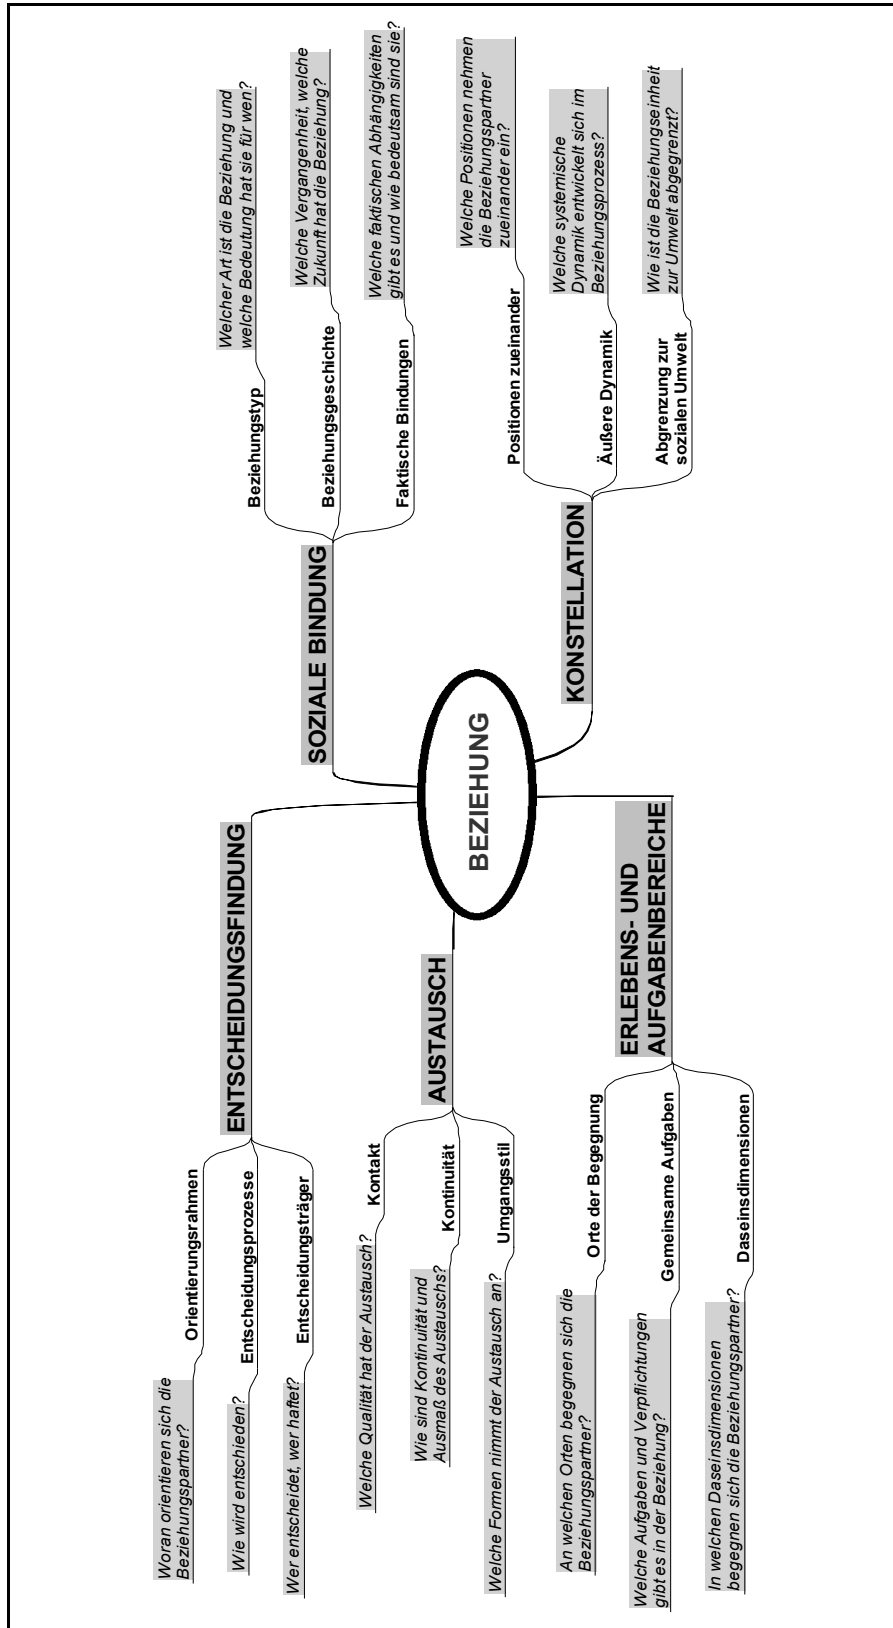 BEZIEHUNG
SOZIALE BINDUNG
Beziehungstyp
Welcher Art ist die Beziehung und
welche Bedeutung hat sie für wen?
Beziehungsgeschichte
Welche Vergangenheit, welche
Zukunft hat die Beziehung?
Faktische Bindungen
Welche faktischen Abhängigkeiten
gibt es und wie bedeutsam sind sie?
KONSTELLATION
Positionen zueinander
Welche Positionen nehmen
die Beziehungspartner
zueinander ein?
Äußere Dynamik
Welche systemische
Dynamik entwickelt sich im
Beziehungsprozess?
Abgrenzung zur
sozialen Umwelt
Wie ist die Beziehungseinheit
zur Umwelt abgegrenzt?
ENTSCHEIDUNGSFINDUNG
Orientierungsrahmen
Woran orientieren sich die
Beziehungspartner?
Entscheidungsprozesse
Wie wird entschieden?
Entscheidungsträger
Wer entscheidet, wer haftet?
AUSTAUSCH
Kontakt
Welche Qualität hat der Austausch?
Kontinuität
Wie sind Kontinuität und
Ausmaß des Austauschs?
Umgangsstil
Welche Formen nimmt der Austausch an?
ERLEBENS- UND
AUFGABENBEREICHE
Orte der Begegnung
An welchen Orten begegnen sich die
Beziehungspartner?
Gemeinsame Aufgaben
Welche Aufgaben und Verpflichtungen
gibt es in der Beziehung?
Daseinsdimensionen
In welchen Daseinsdimensionen
begegnen sich die Beziehungspartner?